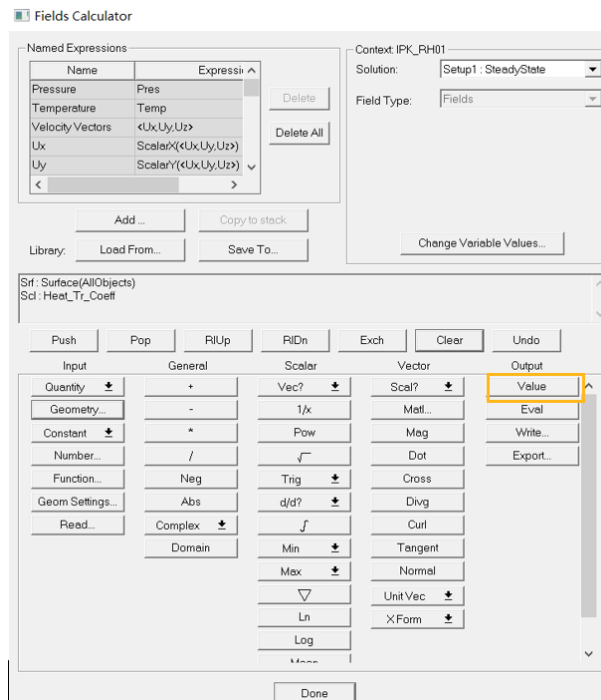 Fields Calculator
Named Expressions
Name Expressi
Pressure Pres
Temperature Temp
Velocity Vectors <Ux,Uy,Uz>
Ux ScalarX(<Ux,Uy,Uz>)
Uy ScalarY(<Ux,Uy,Uz>)
Delete
Delete All
Add ... Copy to stack
Library: Load From... Save To...
Context: IPK_RH01
Solution: Setup1 : SteadyState
Field Type: Fields
Change Variable Values...
Srf : Surface(AllObjects)
Scl : Heat_Tr_Coeff
Push Pop RlUp RlDn Exch Clear Undo
Input General Scalar Vector Output
Quantity + Vec? Scal? Value
Geometry... - 1/x Matl... Eval
Constant * Pow Mag Write...
Number... / √ Dot Export...
Function... Neg Trig Cross
Geom Settings... Abs d/d? Divg
Read... Complex ∫ Curl
Domain Min Tangent
Max Normal
▽ Unit Vec
Ln X Form
Log
Mean
Done